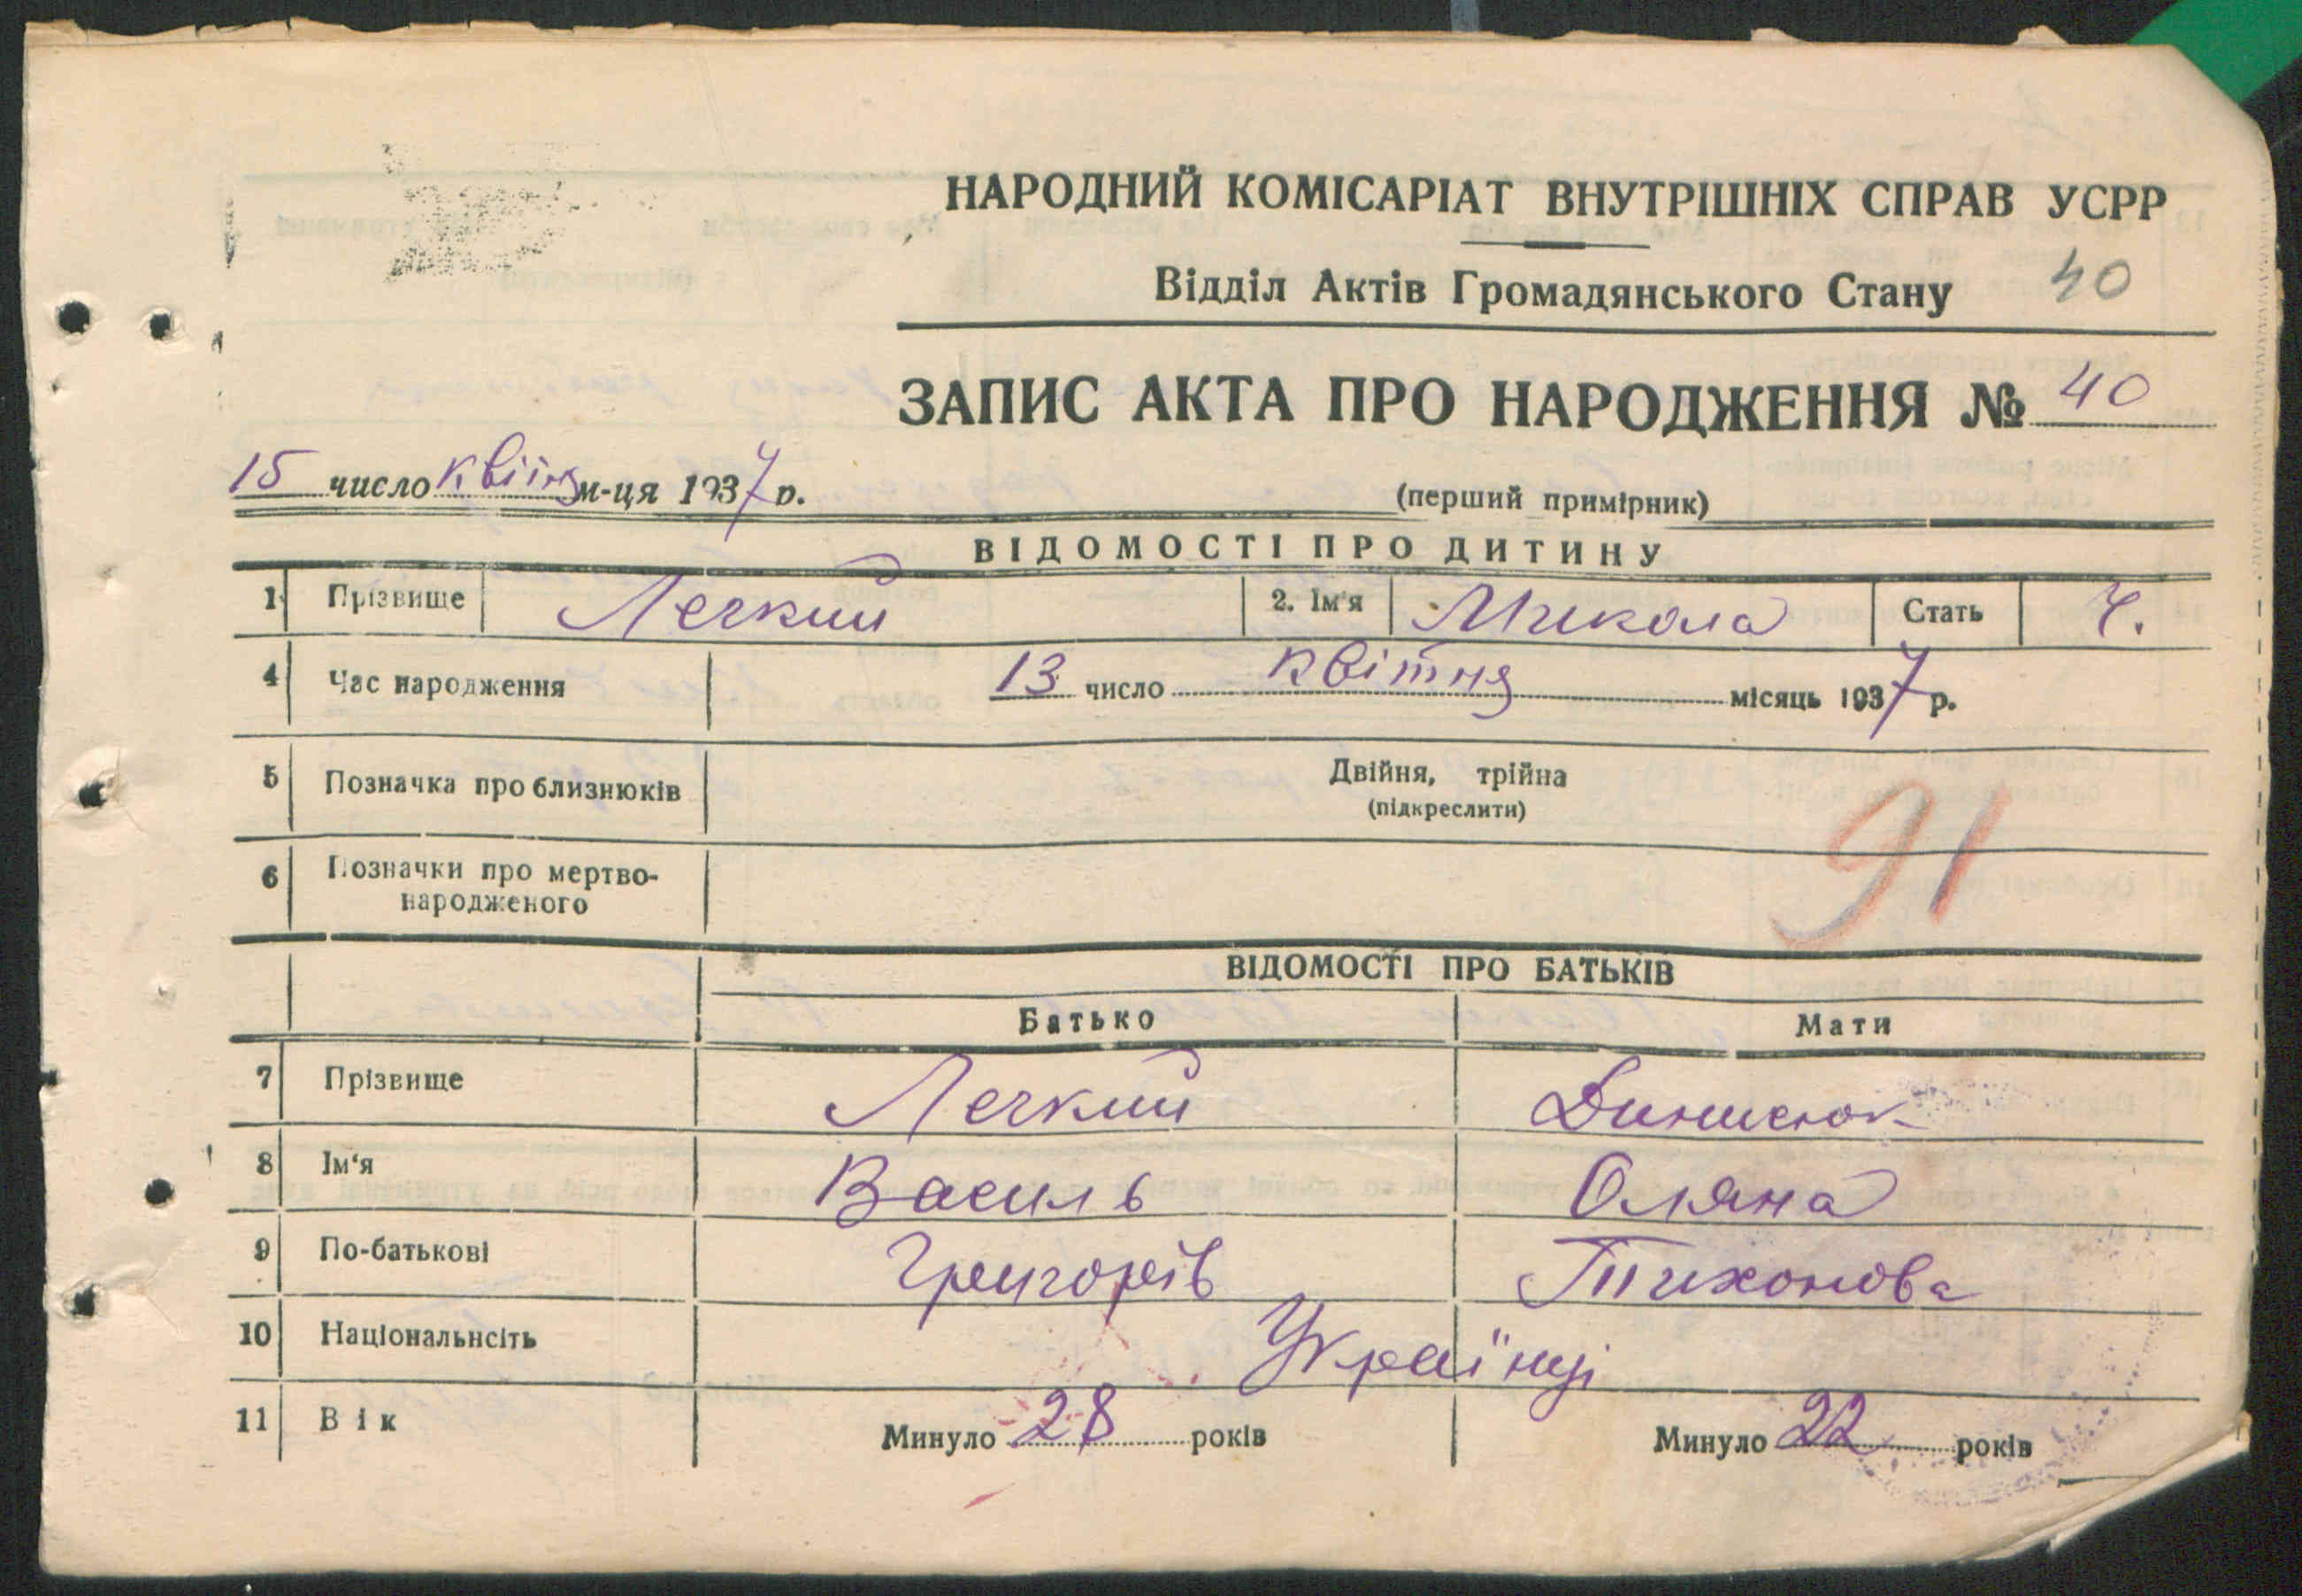 НАРОДНИЙ КОМІСАРІАТ ВНУТРІШНІХ СПРАВ УСРР
Відділ Актів Громадянського Стану 40
ЗАПИС АКТА ПРО НАРОДЖЕННЯ № 40
15 число квітня м-ця 1937 р. (перший примірник)
ВІДОМОСТІ ПРО ДИТИНУ
1 Прізвище Легкий 2. Ім'я Микола Стать Ч.
4 Час народження 13 число квітня місяць 1937 р.
5 Позначка про близнюків Двійня, трійна
(підкреслити)
91
6 Позначки про мертво-
народженого
ВІДОМОСТІ ПРО БАТЬКІВ
Батько Мати
7 Прізвище Легкий Динисюк
8 Ім'я Василь Оляна
9 По-батькові Григорів Тихонова
10 Національнсіть Українці
11 Вік Минуло 28 років Минуло 22 років